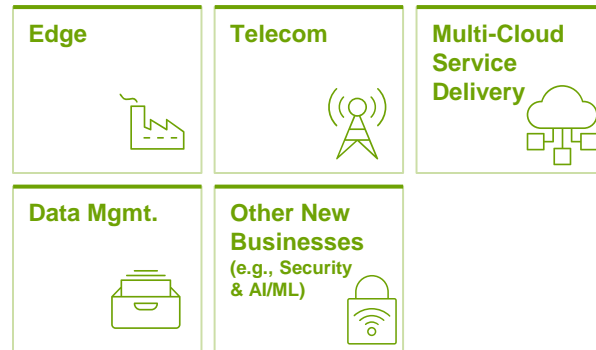 Edge
Telecom
Multi-Cloud
Service
Delivery
Data Mgmt.
Other New
Businesses
(e.g., Security
& AI/ML)